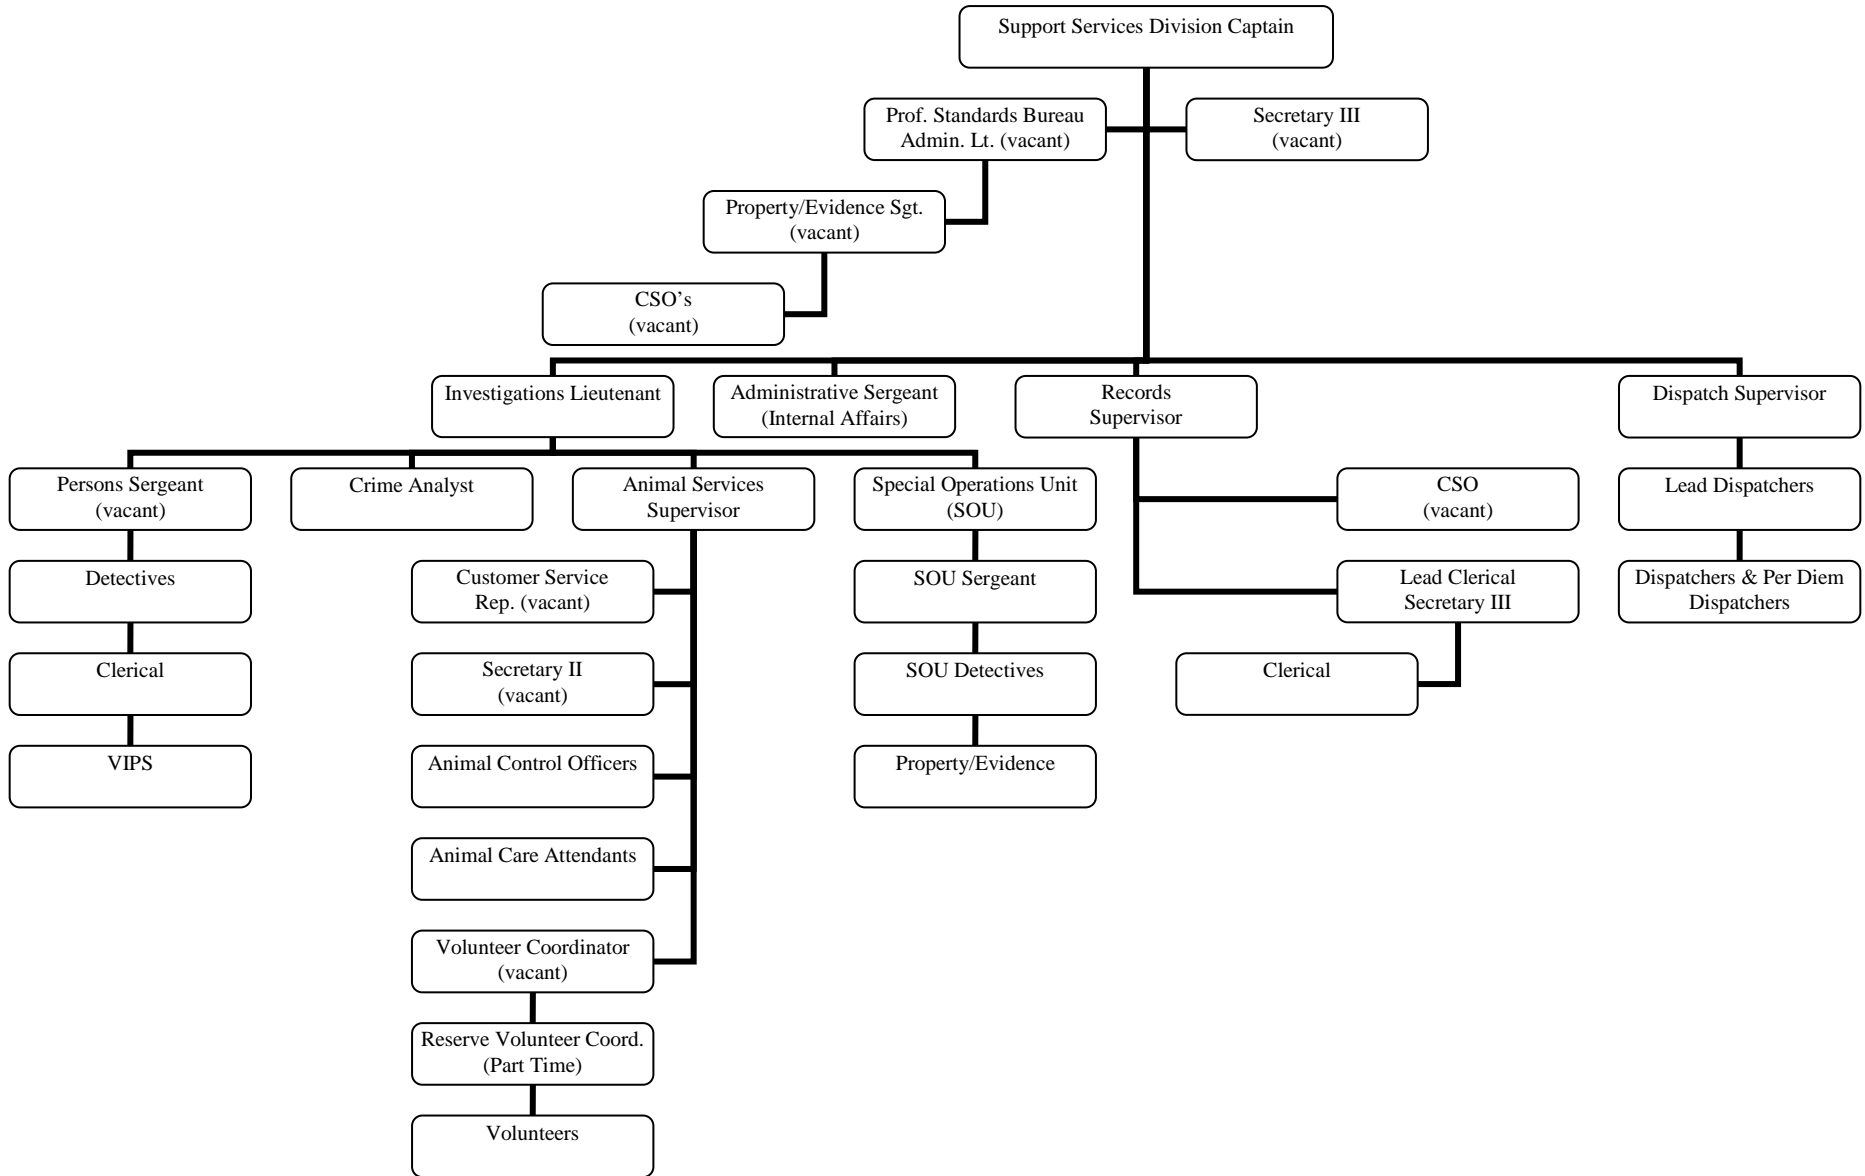 Support Services Division Captain
Prof. Standards Bureau
Admin. Lt. (vacant)
Secretary III
(vacant)
Property/Evidence Sgt.
(vacant)
CSO’s
(vacant)
Investigations Lieutenant
Administrative Sergeant
(Internal Affairs)
Records
Supervisor
Dispatch Supervisor
Persons Sergeant
(vacant)
Crime Analyst
Animal Services
Supervisor
Special Operations Unit
(SOU)
CSO
(vacant)
Lead Dispatchers
Detectives
Customer Service
Rep. (vacant)
SOU Sergeant
Lead Clerical
Secretary III
Dispatchers & Per Diem
Dispatchers
Clerical
Secretary II
(vacant)
SOU Detectives
Clerical
VIPS
Animal Control Officers
Property/Evidence
Animal Care Attendants
Volunteer Coordinator
(vacant)
Reserve Volunteer Coord.
(Part Time)
Volunteers